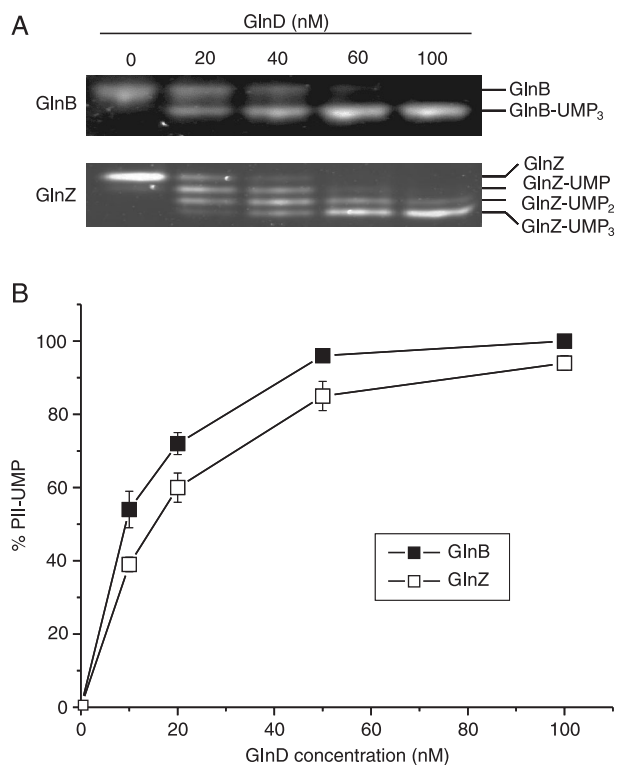 A
GlnD (nM)
0 20 40 60 100
GlnB
GlnB
GlnB-UMP₃
GlnZ
GlnZ
GlnZ-UMP
GlnZ-UMP₂
GlnZ-UMP₃
B
100
80
60
40
20
0
% PII-UMP
GlnB
GlnZ
0 20 40 60 80 100
GlnD concentration (nM)